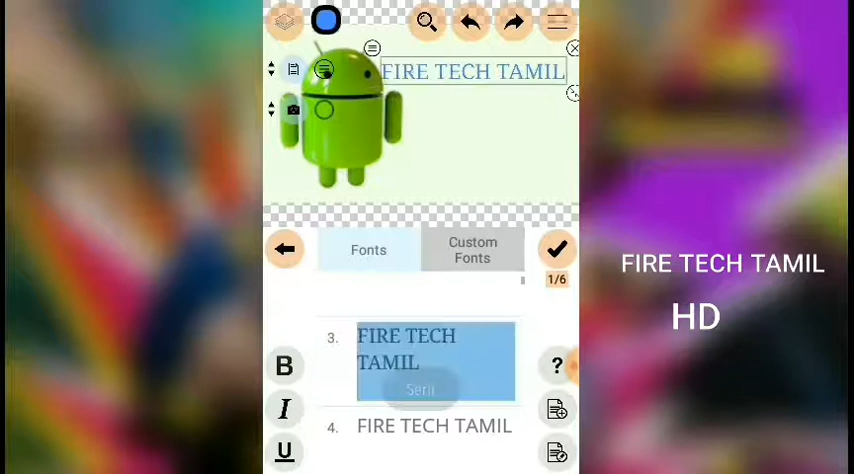 FIRE TECH TAMIL
Fonts
Custom
Fonts
1/6
3.
FIRE TECH
TAMIL
Serif
4.
FIRE TECH TAMIL
B
I
U
?
FIRE TECH TAMIL
HD